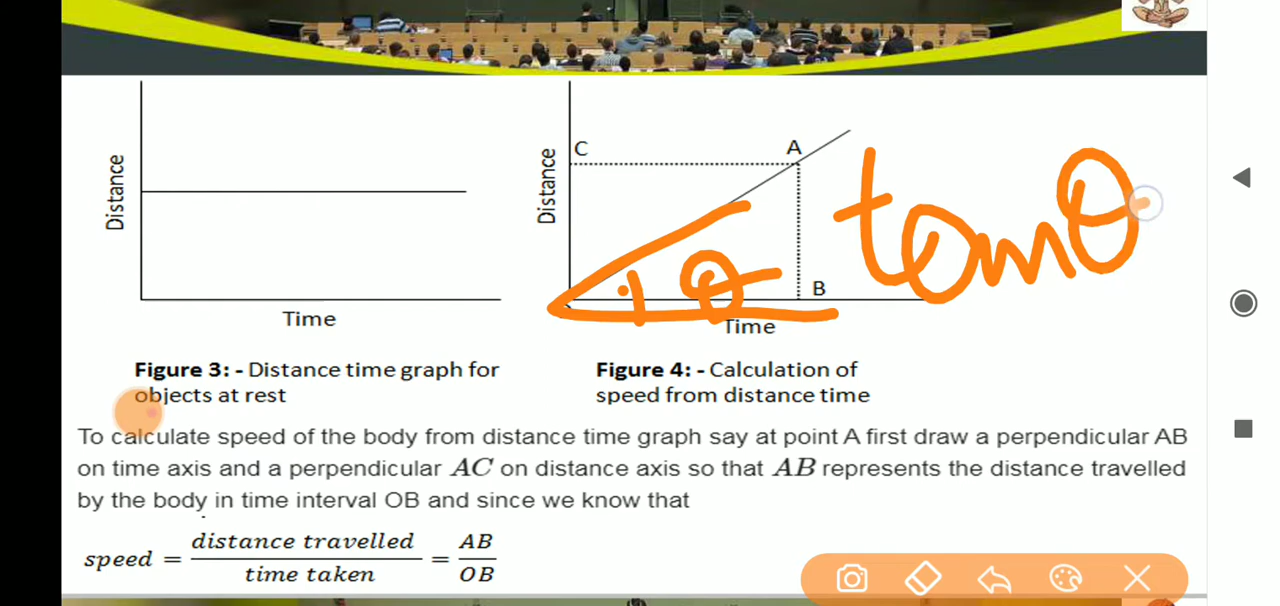 Distance
Time
Figure 3: - Distance time graph for
objects at rest
Distance
C
A
B
Time
θ
tanθ
Figure 4: - Calculation of
speed from distance time
To calculate speed of the body from distance time graph say at point A first draw a perpendicular AB
on time axis and a perpendicular AC on distance axis so that AB represents the distance travelled
by the body in time interval OB and since we know that
speed = distance travelled / time taken = AB / OB